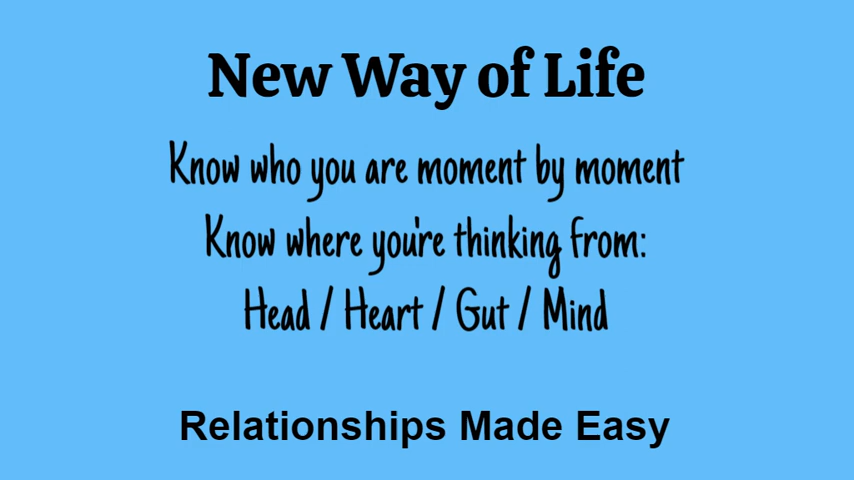 New Way of Life
Know who you are moment by moment
Know where you're thinking from:
Head / Heart / Gut / Mind
Relationships Made Easy